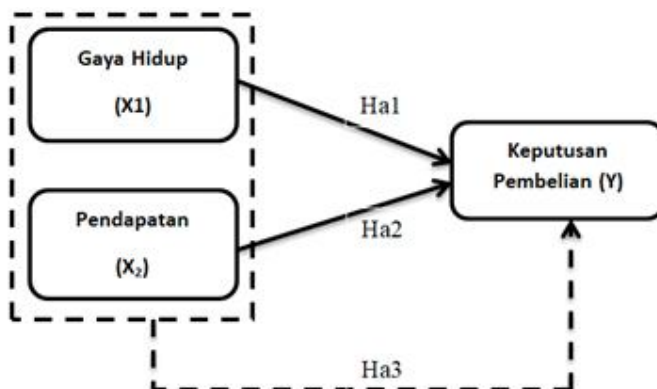 Gaya Hidup
(X1)
Ha1
Keputusan
Pembelian (Y)
Pendapatan
(X₂)
Ha2
Ha3